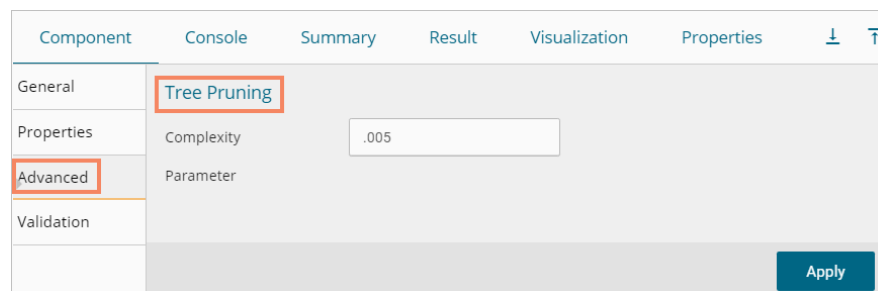 Component Console Summary Result Visualization Properties
General
Properties
Advanced
Validation
Tree Pruning
Complexity .005
Parameter
Apply